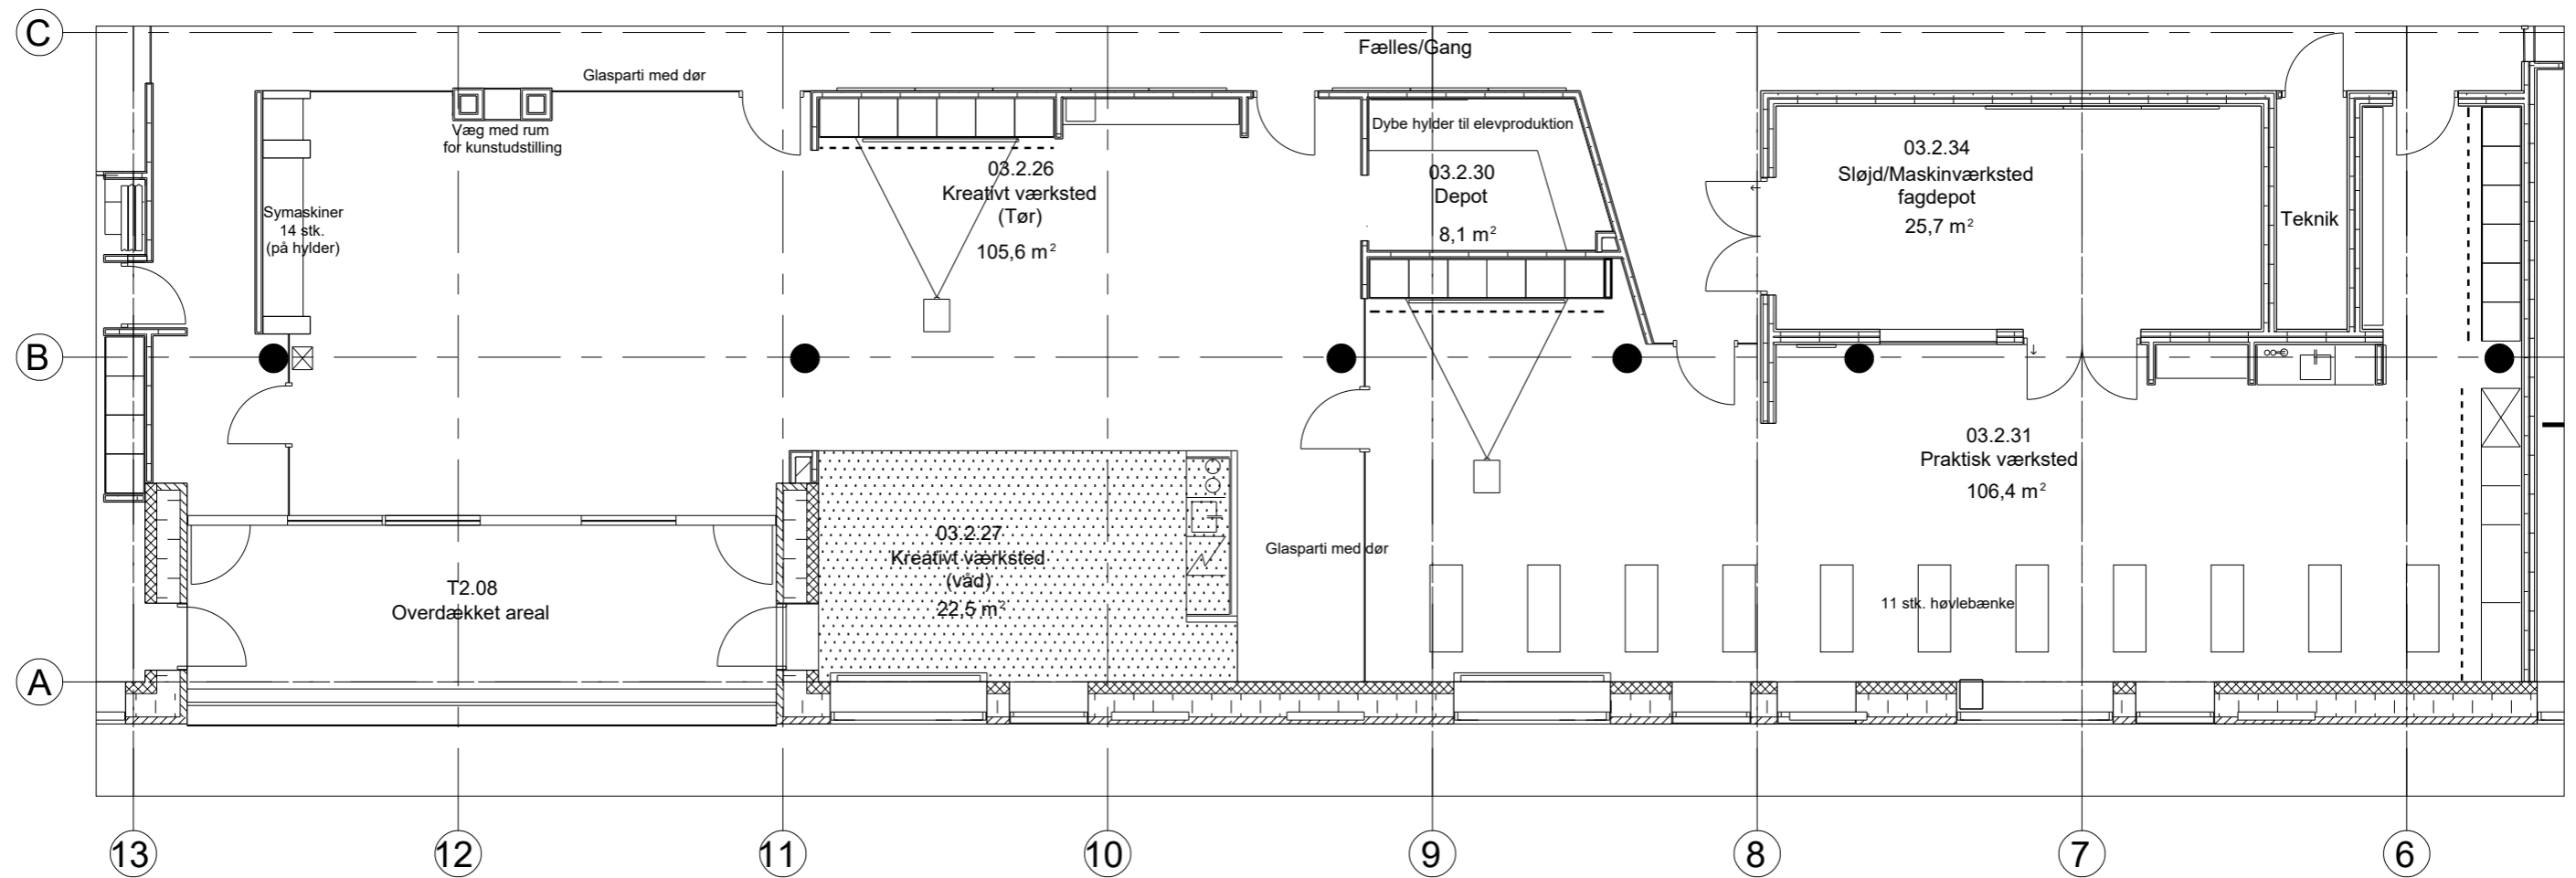 C
Fælles/Gang
Glasparti med dør
Væg med rum
for kunstudstilling
Dybe hylder til elevproduktion
03.2.26
Kreativt værksted
(Tør)
105,6 m²
03.2.30
Depot
8,1 m²
03.2.34
Sløjd/Maskinværksted
fagdepot
25,7 m²
Teknik
Symaskiner
14 stk.
(på hylder)
B
03.2.31
Praktisk værksted
106,4 m²
03.2.27
Kreativt værksted
(våd)
22,5 m²
Glasparti med dør
T2.08
Overdækket areal
11 stk. høvlebænke
A
13
12
11
10
9
8
7
6